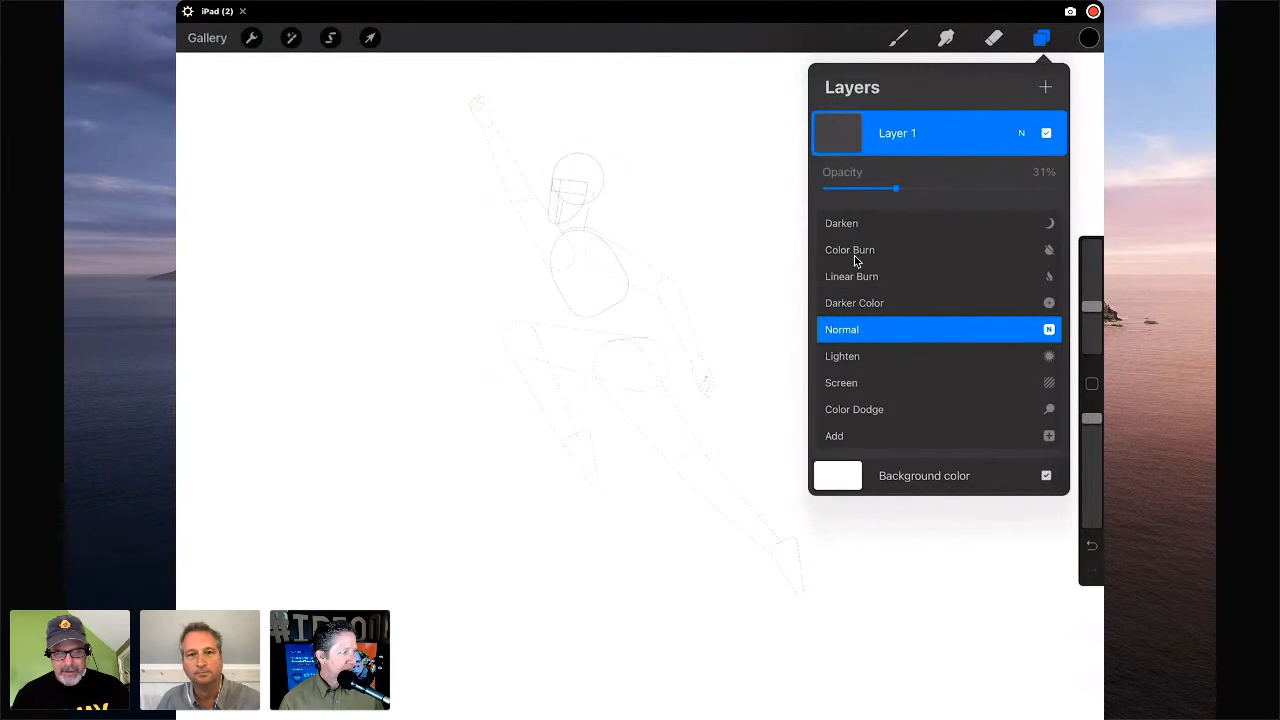 iPad (2)
Gallery
Layers
Layer 1
N
Opacity
31%
Darken
Color Burn
Linear Burn
Darker Color
Normal
N
Lighten
Screen
Color Dodge
Add
Background color